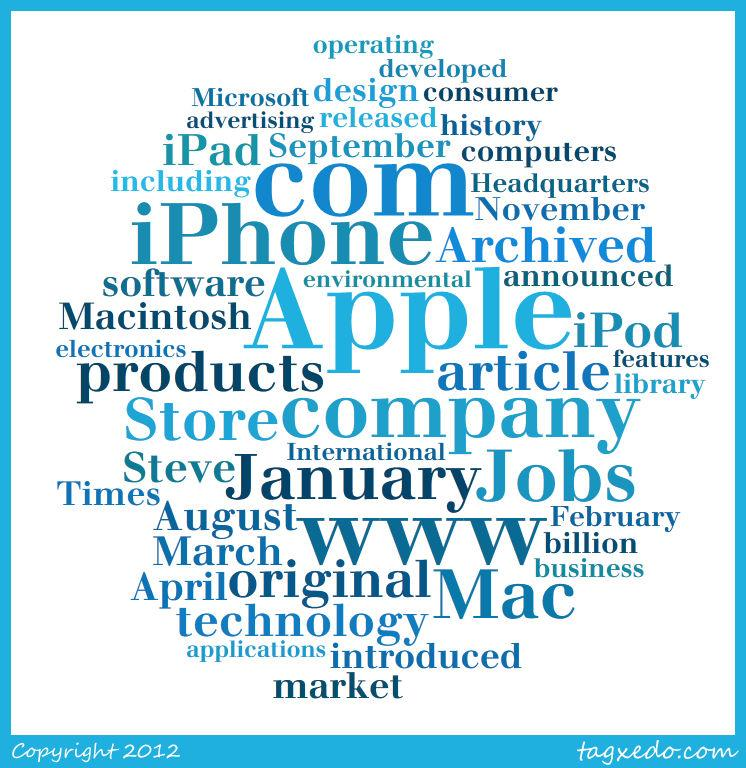 operating
developed
Microsoft design consumer
advertising released history
iPad September computers
including com Headquarters
November
iPhone Archived
software environmental announced
Macintosh Apple iPod
electronics features
products article library
Store company
International
Steve January Jobs
Times
August www February
March billion
business
April original Mac
technology
applications introduced
market
Copyright 2012 tagxedo.com